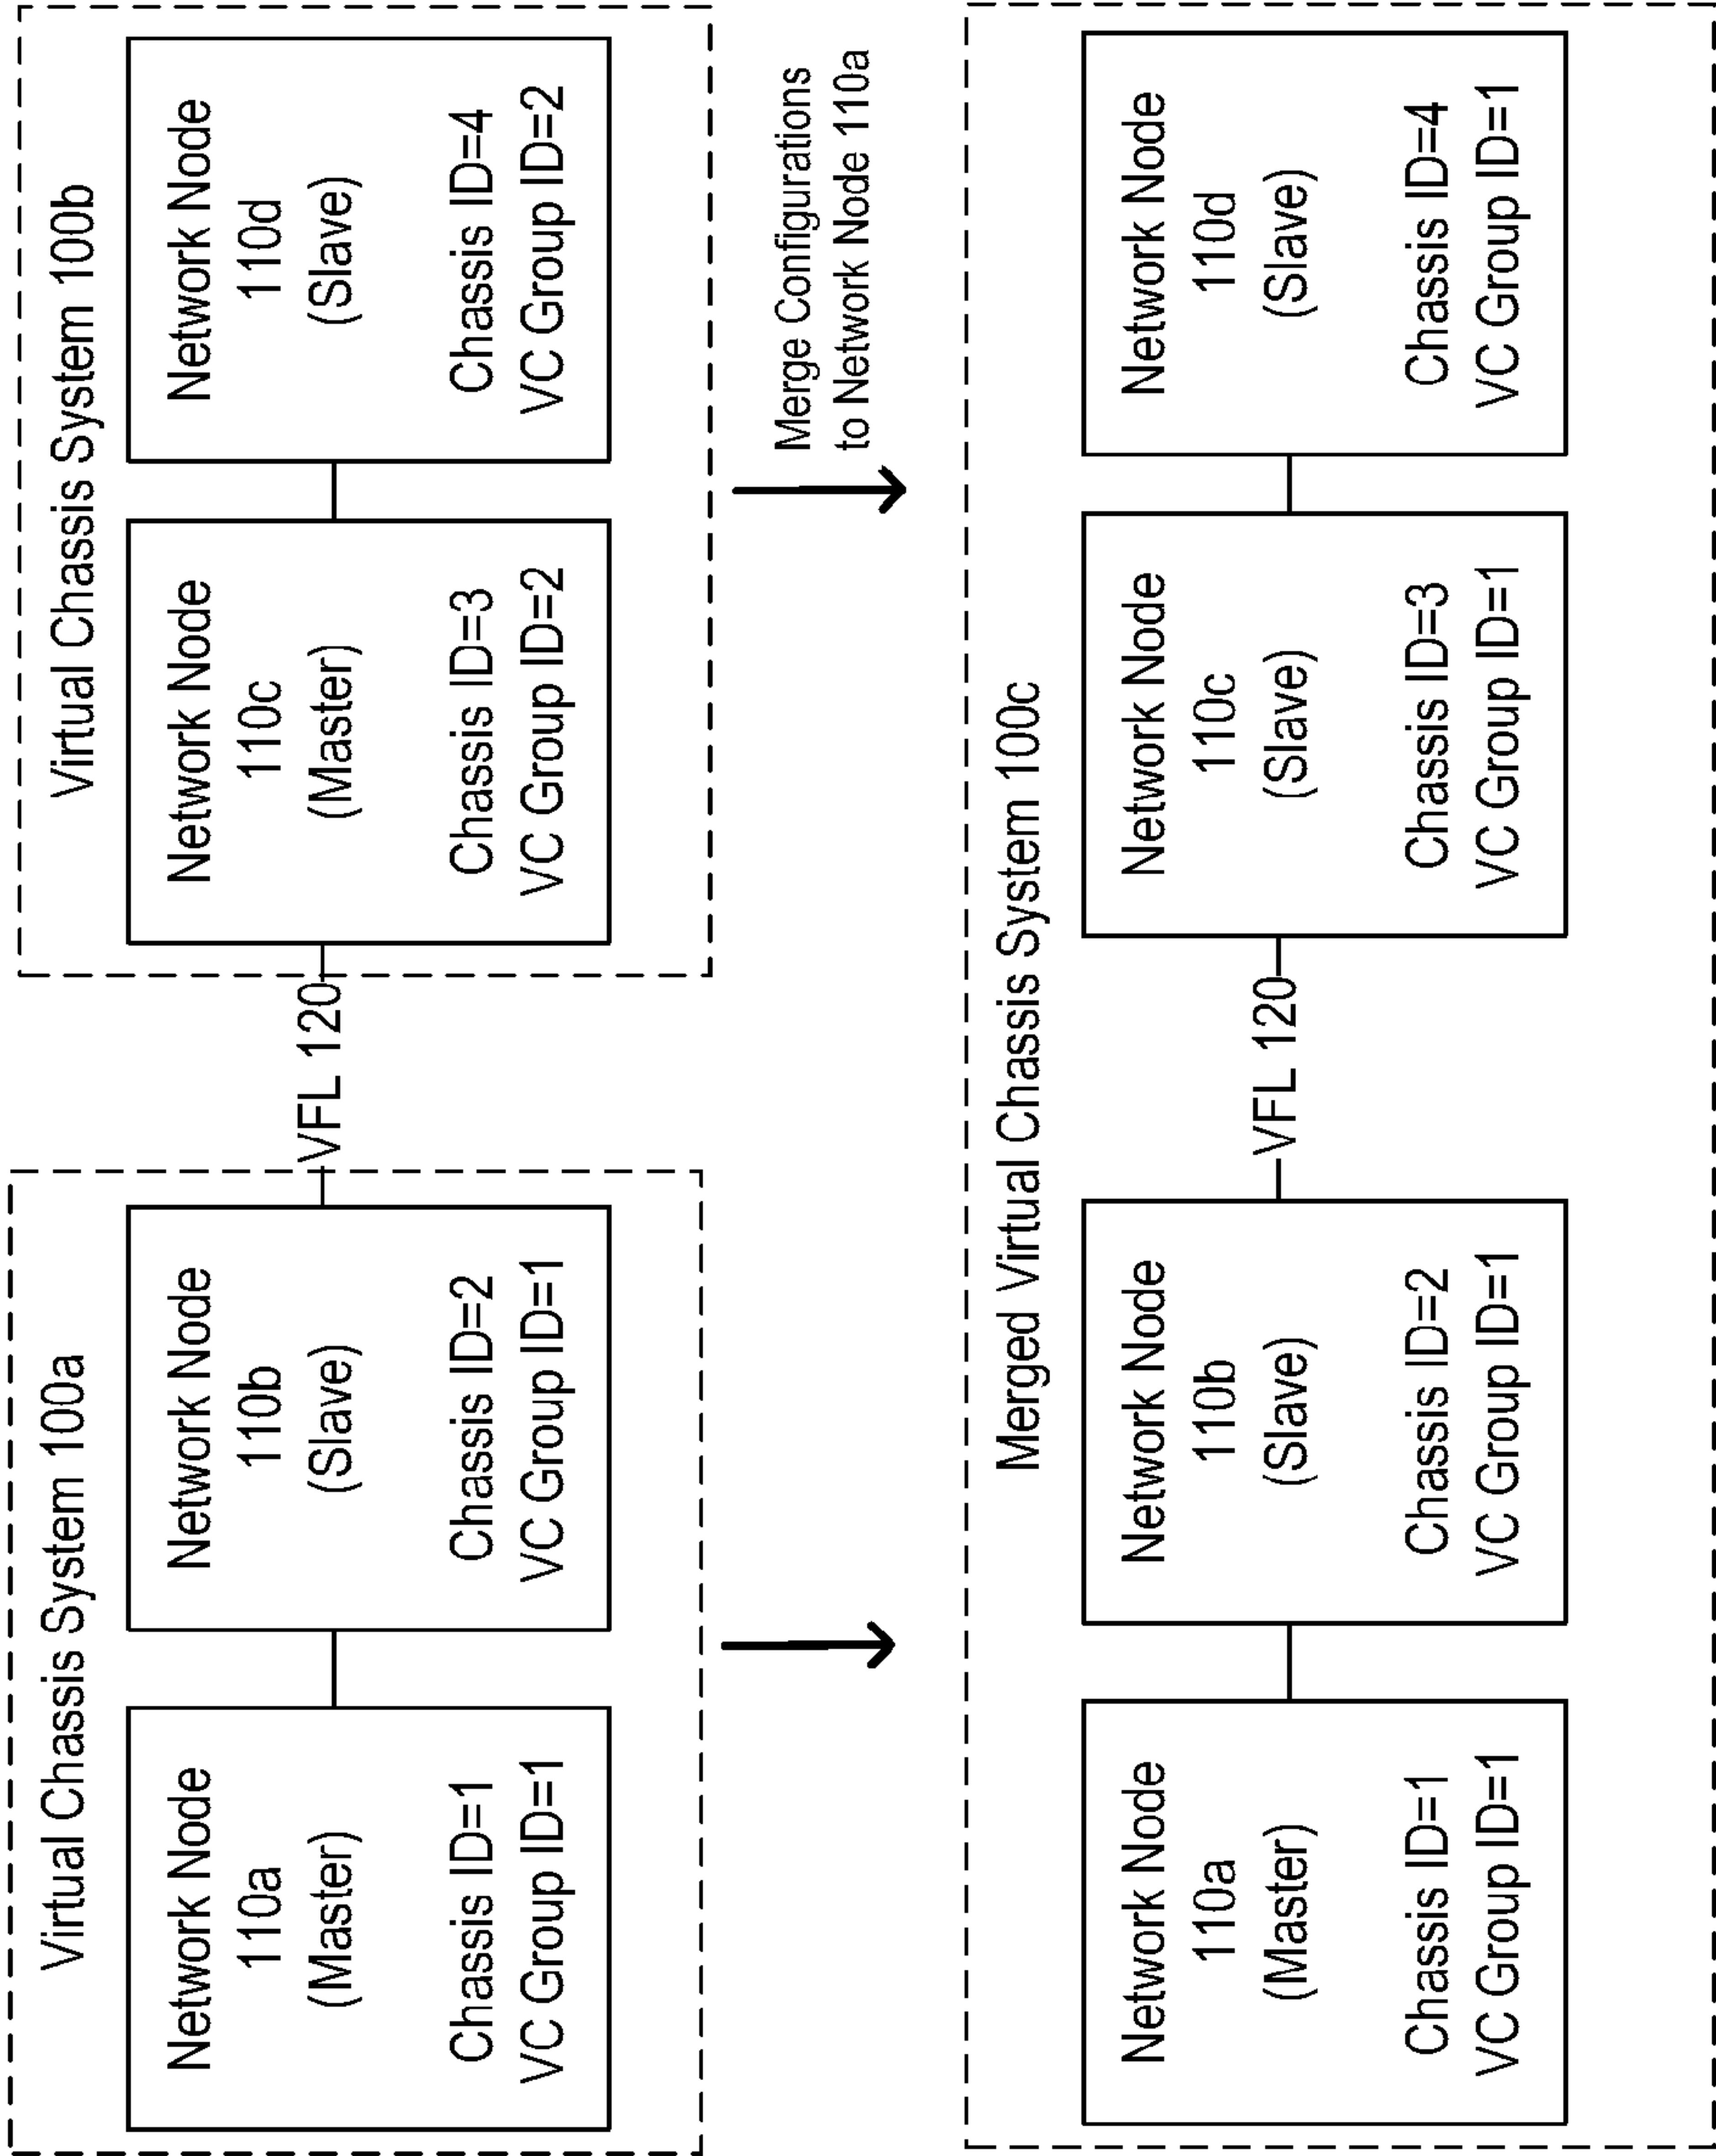 Virtual Chassis System 100a
Network Node
110a
(Master)
Chassis ID=1
VC Group ID=1
Network Node
110b
(Slave)
Chassis ID=2
VC Group ID=1
VFL 120
Virtual Chassis System 100b
Network Node
110c
(Master)
Chassis ID=3
VC Group ID=2
Network Node
110d
(Slave)
Chassis ID=4
VC Group ID=2
Merge Configurations
to Network Node 110a
Merged Virtual Chassis System 100c
Network Node
110a
(Master)
Chassis ID=1
VC Group ID=1
Network Node
110b
(Slave)
Chassis ID=2
VC Group ID=1
VFL 120
Network Node
110c
(Slave)
Chassis ID=3
VC Group ID=1
Network Node
110d
(Slave)
Chassis ID=4
VC Group ID=1